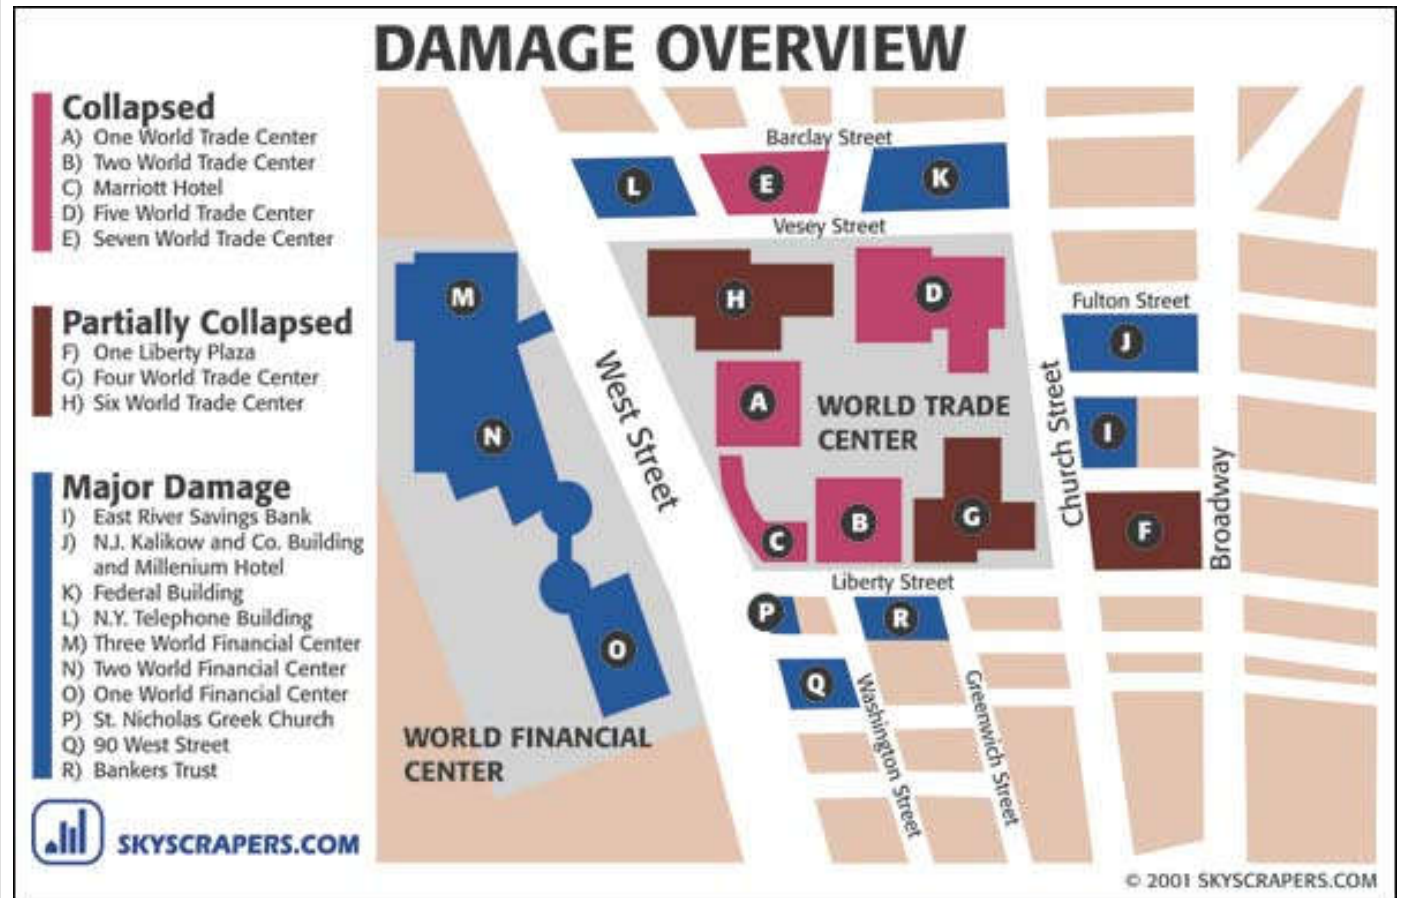 DAMAGE OVERVIEW
Collapsed
A) One World Trade Center
B) Two World Trade Center
C) Marriott Hotel
D) Five World Trade Center
E) Seven World Trade Center
Partially Collapsed
F) One Liberty Plaza
G) Four World Trade Center
H) Six World Trade Center
Major Damage
I) East River Savings Bank
J) N.J. Kalikow and Co. Building
and Millenium Hotel
K) Federal Building
L) N.Y. Telephone Building
M) Three World Financial Center
N) Two World Financial Center
O) One World Financial Center
P) St. Nicholas Greek Church
Q) 90 West Street
R) Bankers Trust
SKYSCRAPERS.COM
Barclay Street
L
E
K
Vesey Street
M
H
D
Fulton Street
J
West Street
A
WORLD TRADE
CENTER
Church Street
I
N
Broadway
C
B
G
F
Liberty Street
P
R
O
Q
Washington Street
Greenwich Street
WORLD FINANCIAL
CENTER
© 2001 SKYSCRAPERS.COM